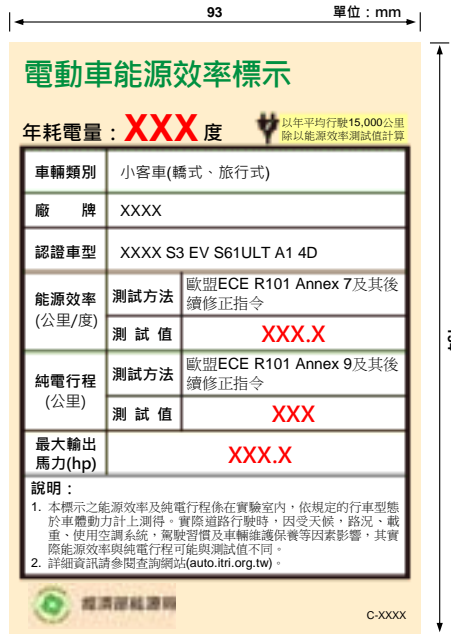 93
單位：mm
電動車能源效率標示
年耗電量：XXX 度
以年平均行駛15,000公里
除以能源效率測試值計算
車輛類別
小客車(轎式、旅行式)
廠 牌
XXXX
認證車型
XXXX S3 EV S61ULT A1 4D
能源效率
(公里/度)
測試方法
歐盟ECE R101 Annex 7及其後
續修正指令
測 試 值
XXX.X
純電行程
(公里)
測試方法
歐盟ECE R101 Annex 9及其後
續修正指令
測 試 值
XXX
最大輸出
馬力(hp)
XXX.X
說明：
1. 本標示之能源效率及純電行程係在實驗室內，依規定的行車型態
於車體動力計上測得。實際道路行駛時，因受天候，路況、載
重、使用空調系統，駕駛習慣及車輛維護保養等因素影響，其實
際能源效率與純電行程可能與測試值不同。
2. 詳細資訊請參閱查詢網站(auto.itri.org.tw)。
經濟部能源局
C-XXXX